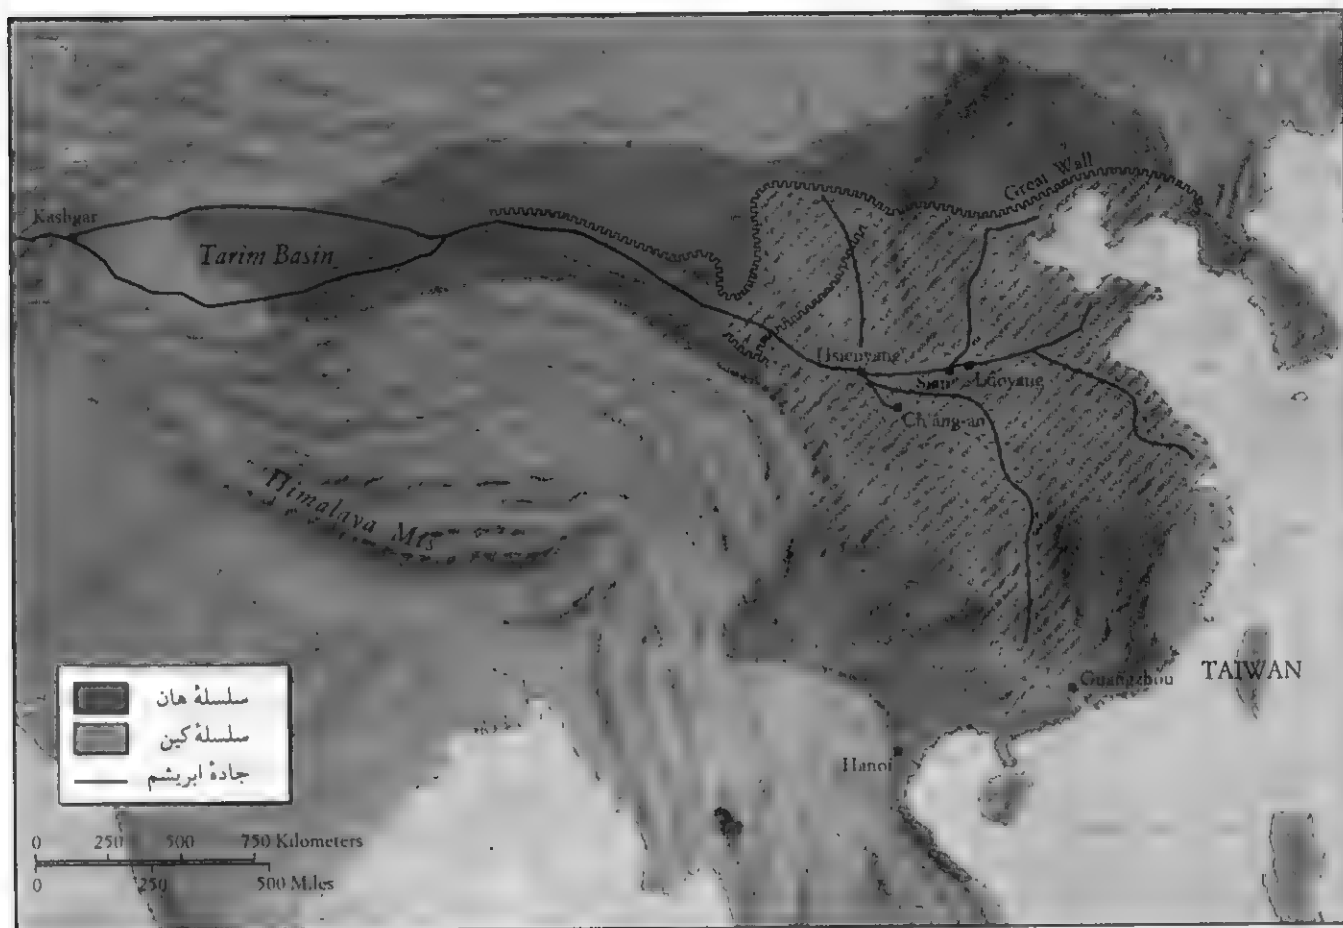 Great Wall
Kashgar
Tarim Basin
Hsienyang
Sian
Luoyang
Ch'ang-an
Himalaya Mts
TAIWAN
Guangzhou
Hanoi
سلسلهٔ هان
سلسلهٔ کین
جادهٔ ابریشم
0 250 500 750 Kilometers
0 250 500 Miles